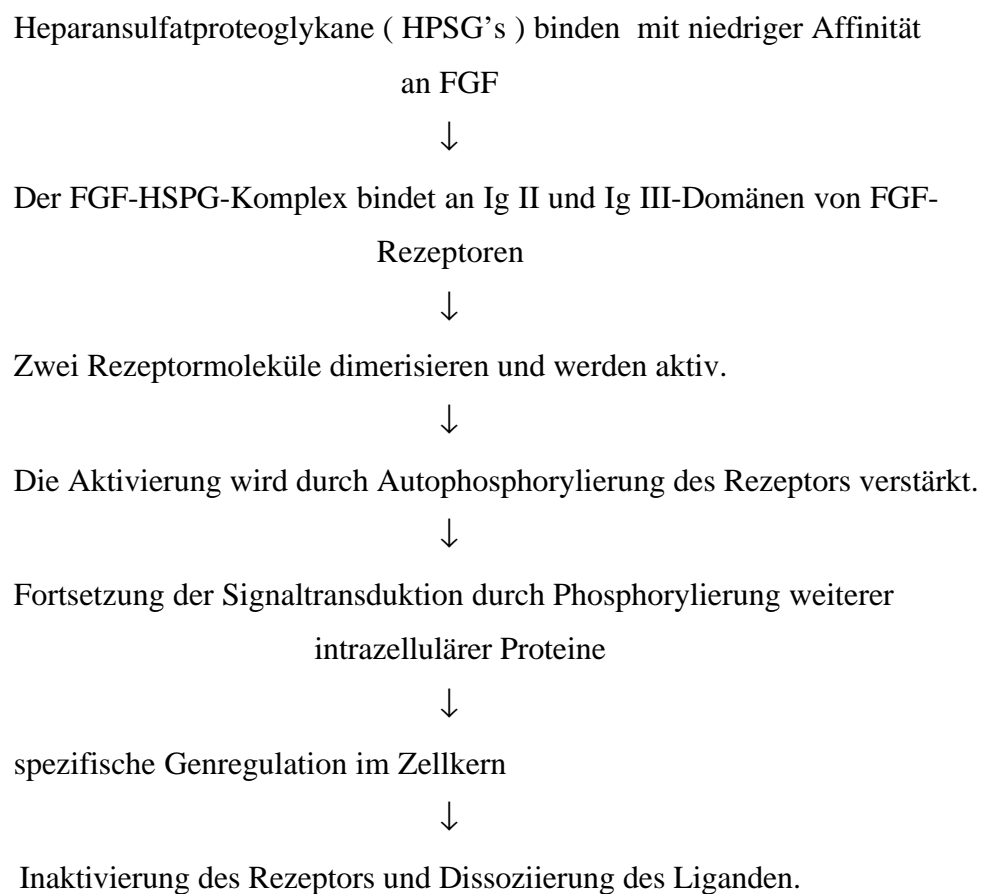 Heparansulfatproteoglykane ( HPSG's ) binden  mit niedriger Affinität
an FGF
↓
Der FGF-HSPG-Komplex bindet an Ig II und Ig III-Domänen von FGF-
Rezeptoren
↓
Zwei Rezeptormoleküle dimerisieren und werden aktiv.
↓
Die Aktivierung wird durch Autophosphorylierung des Rezeptors verstärkt.
↓
Fortsetzung der Signaltransduktion durch Phosphorylierung weiterer
intrazellulärer Proteine
↓
spezifische Genregulation im Zellkern
↓
Inaktivierung des Rezeptors und Dissoziierung des Liganden.